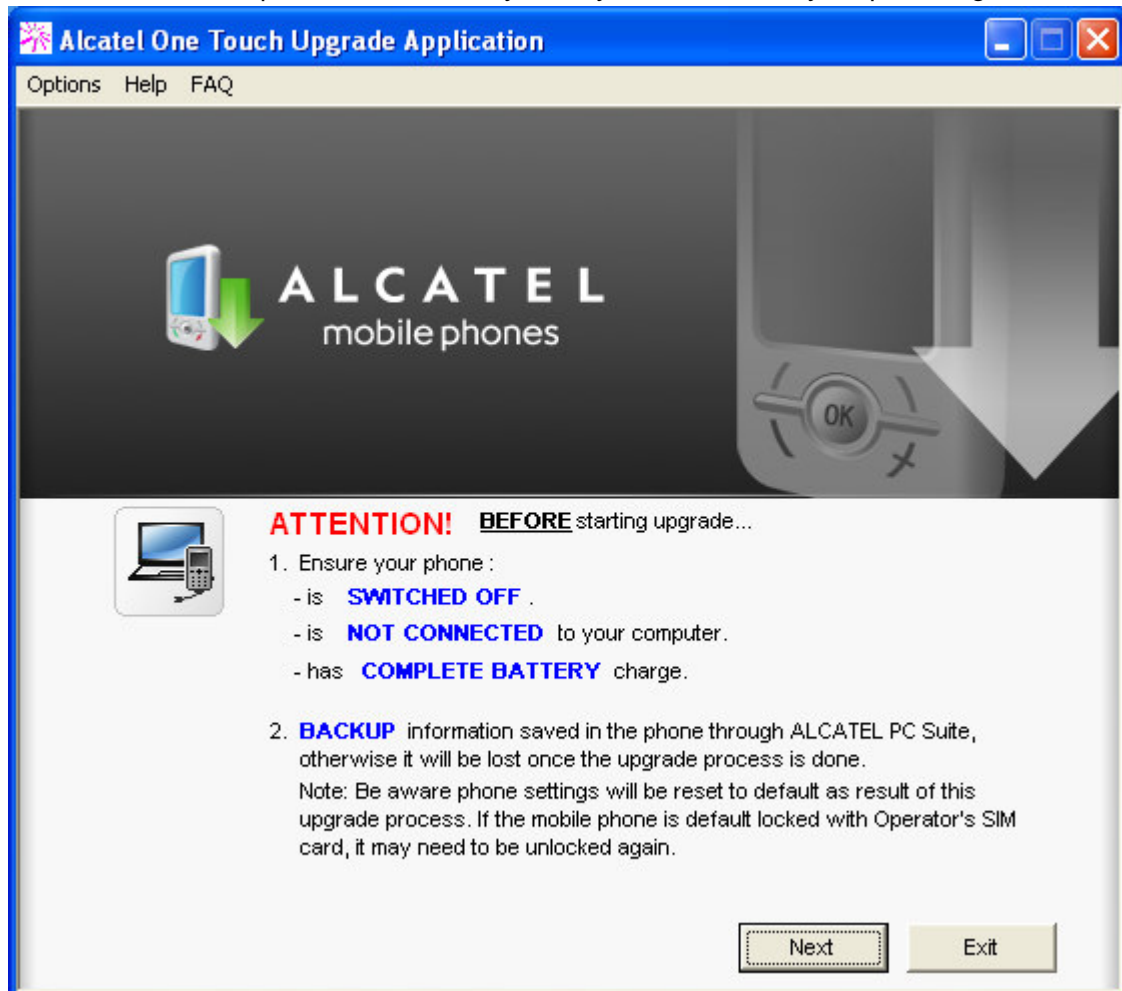 Alcatel One Touch Upgrade Application
Options Help FAQ
ALCATEL
mobile phones
OK
ATTENTION! BEFORE starting upgrade...
1. Ensure your phone :
- is SWITCHED OFF .
- is NOT CONNECTED to your computer.
- has COMPLETE BATTERY charge.
2. BACKUP information saved in the phone through ALCATEL PC Suite,
otherwise it will be lost once the upgrade process is done.
Note: Be aware phone settings will be reset to default as result of this
upgrade process. If the mobile phone is default locked with Operator's SIM
card, it may need to be unlocked again.
Next Exit